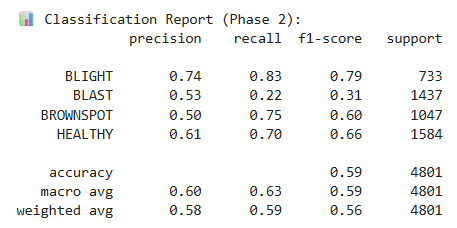 📊 Classification Report (Phase 2):
precision recall f1-score support
BLIGHT 0.74 0.83 0.79 733
BLAST 0.53 0.22 0.31 1437
BROWNSPOT 0.50 0.75 0.60 1047
HEALTHY 0.61 0.70 0.66 1584
accuracy 0.59 4801
macro avg 0.60 0.63 0.59 4801
weighted avg 0.58 0.59 0.56 4801